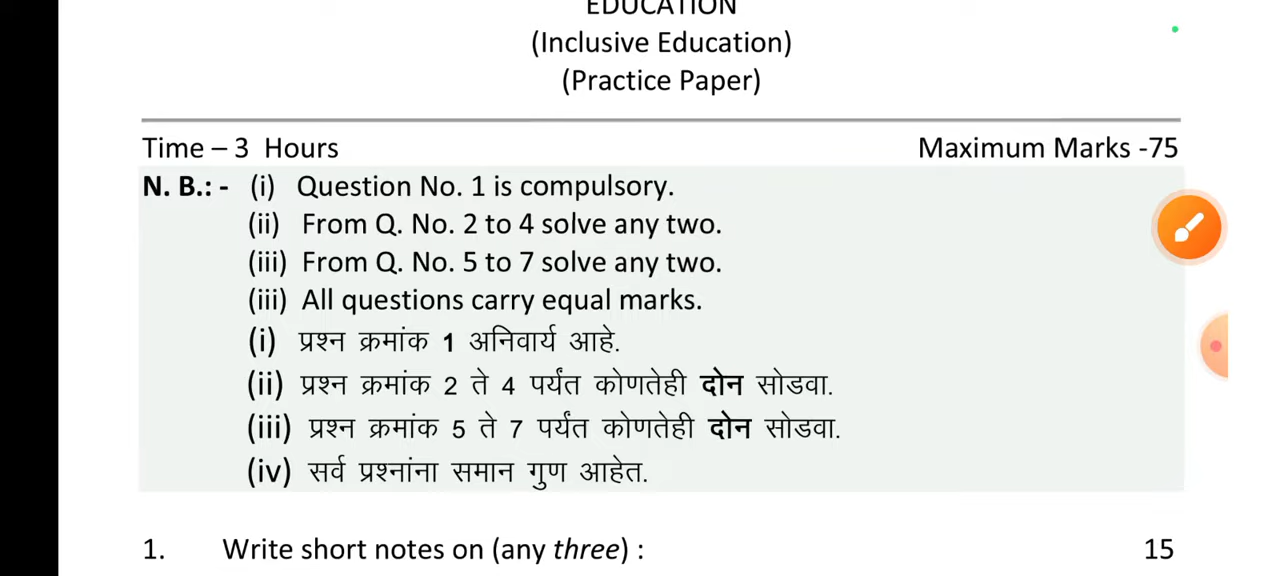 EDUCATION
(Inclusive Education)
(Practice Paper)
Time – 3 Hours Maximum Marks -75
N. B.: - (i) Question No. 1 is compulsory.
(ii) From Q. No. 2 to 4 solve any two.
(iii) From Q. No. 5 to 7 solve any two.
(iii) All questions carry equal marks.
(i) प्रश्न क्रमांक 1 अनिवार्य आहे.
(ii) प्रश्न क्रमांक 2 ते 4 पर्यंत कोणतेही दोन सोडवा.
(iii) प्रश्न क्रमांक 5 ते 7 पर्यंत कोणतेही दोन सोडवा.
(iv) सर्व प्रश्नांना समान गुण आहेत.
1. Write short notes on (any three) : 15